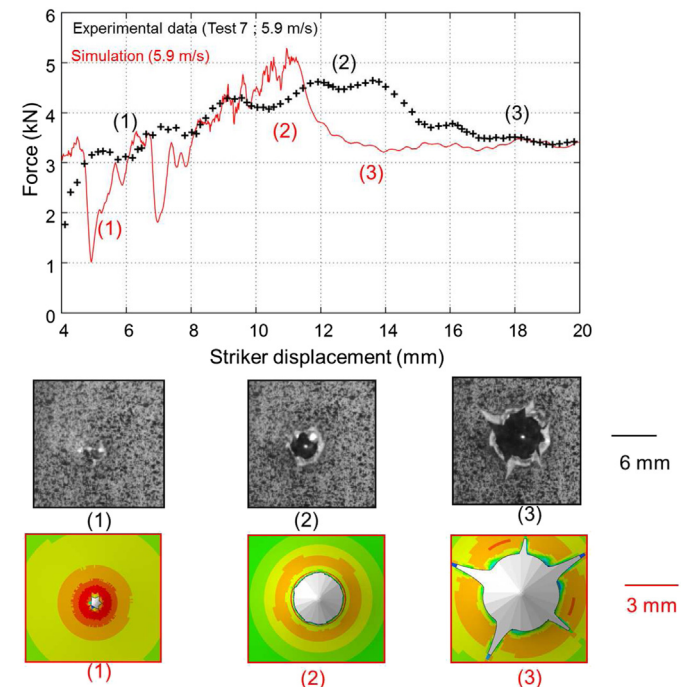 6
Experimental data (Test 7 ; 5.9 m/s)
Simulation (5.9 m/s)
(2)
5
(1)
(3)
4
(2)
Force (kN)
3
(3)
2
(1)
1
0
4 6 8 10 12 14 16 18 20
Striker displacement (mm)
6 mm
(1) (2) (3)
3 mm
(1) (2) (3)